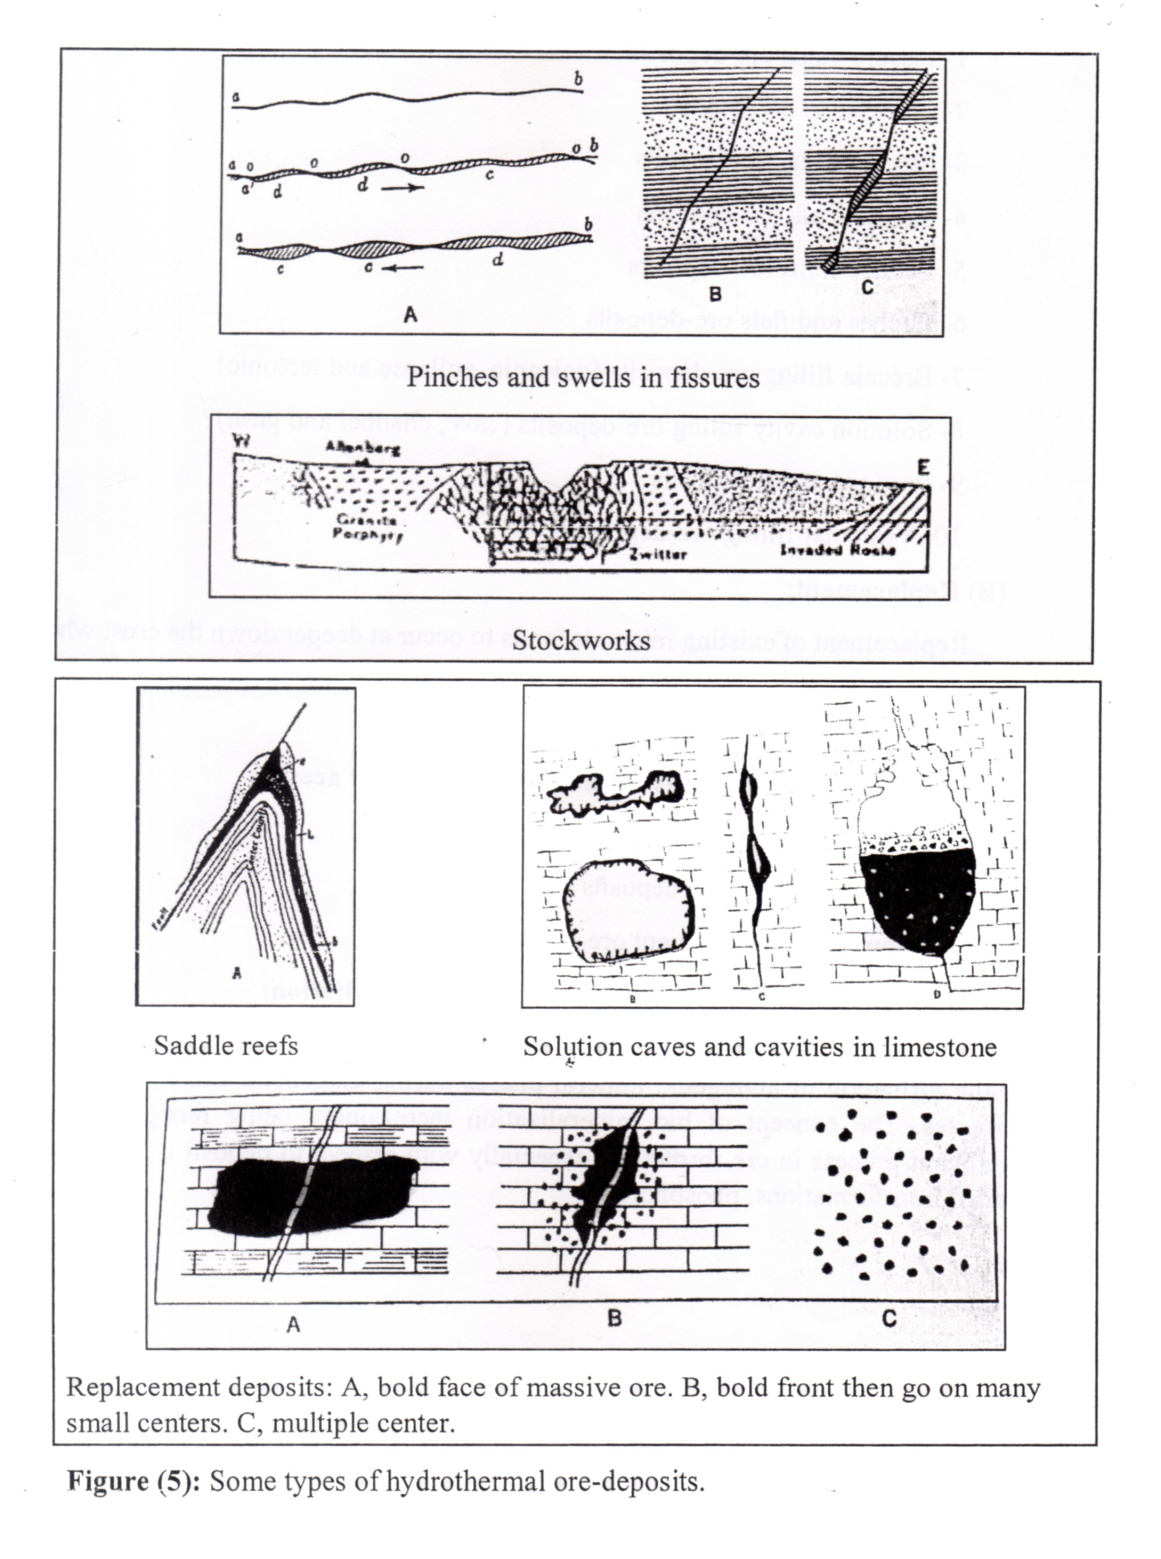 a b
a o o o o b
a' d d c
a b
c c d
A B C
Pinches and swells in fissures
W Altenberg E
Granite
Porphyry Zwitter Invaded Rocks
Stockworks
a
b
Fault b
A
A
B C D
Saddle reefs Solution caves and cavities in limestone
A B C
Replacement deposits: A, bold face of massive ore. B, bold front then go on many
small centers. C, multiple center.
Figure (5): Some types of hydrothermal ore-deposits.